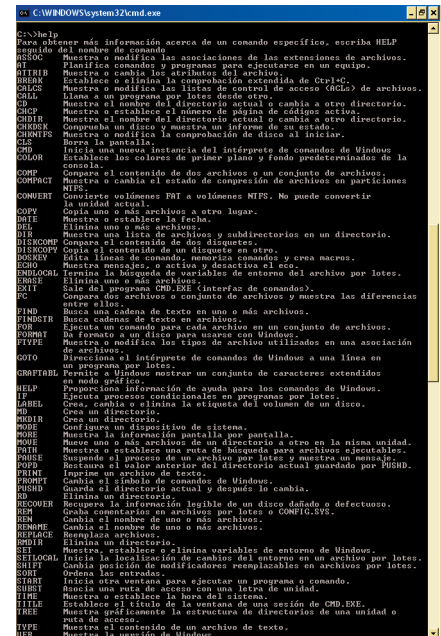 C:\WINDOWS\system32\cmd.exe
C:\>help
Para obtener más información acerca de un comando específico, escriba HELP
seguido del nombre de comando
ASSOC Muestra o modifica las asociaciones de las extensiones de archivos.
AT Planifica comandos y programas para ejecutarse en un equipo.
ATTRIB Muestra o cambia los atributos del archivo.
BREAK Establece o elimina la comprobación extendida de Ctrl+C.
CALCS Muestra o modifica las listas de control de acceso (ACLs) de archivos.
CALL Llama a un programa por lotes desde otro.
CD Muestra el nombre del directorio actual o cambia a otro directorio.
CHCP Muestra o establece el número de página de códigos activa.
CHDIR Muestra el nombre del directorio actual o cambia a otro directorio.
CHKDSK Comprueba un disco y muestra un informe de su estado.
CHKNTFS Muestra o modifica la comprobación de disco al iniciar.
CLS Borra la pantalla.
CMD Inicia una nueva instancia del intérprete de comandos de Windows
COLOR Establece los colores de primer plano y fondo predeterminados de la
consola.
COMP Compara el contenido de dos archivos o un conjunto de archivos.
COMPACT Muestra o cambia el estado de compresión de archivos en particiones
NTFS.
CONVERT Convierte volúmenes FAT a volúmenes NTFS. No puede convertir
la unidad actual.
COPY Copia uno o más archivos a otro lugar.
DATE Muestra o establece la fecha.
DEL Elimina uno o más archivos.
DIR Muestra una lista de archivos y subdirectorios en un directorio.
DISKCOMP Compara el contenido de dos disquetes.
DISKCOPY Copia el contenido de un disquete en otro.
DOSKEY Edita líneas de comando, memoriza comandos y crea macros.
ECHO Muestra mensajes, o activa y desactiva el eco.
ENDLOCAL Termina la búsqueda de variables de entorno del archivo por lotes.
ERASE Elimina uno o más archivos.
EXIT Sale del programa CMD.EXE (interfaz de comandos).
FC Compara dos archivos o conjunto de archivos y muestra las diferencias
entre ellos.
FIND Busca una cadena de texto en uno o más archivos.
FINDSTR Busca cadenas de texto en archivos.
FOR Ejecuta un comando para cada archivo en un conjunto de archivos.
FORMAT Da formato a un disco para usarse con Windows.
FTYPE Muestra o modifica los tipos de archivo utilizados en una asociación
de archivos.
GOTO Direcciona el intérprete de comandos de Windows a una línea en
un programa por lotes.
GRAFTABL Permite a Windows mostrar un conjunto de caracteres extendidos
en modo gráfico.
HELP Proporciona información de ayuda para los comandos de Windows.
IF Ejecuta procesos condicionales en programas por lotes.
LABEL Crea, cambia o elimina la etiqueta del volumen de un disco.
MD Crea un directorio.
MKDIR Crea un directorio.
MODE Configura un dispositivo de sistema.
MORE Muestra la información pantalla por pantalla.
MOVE Mueve uno o más archivos de un directorio a otro en la misma unidad.
PATH Muestra o establece una ruta de búsqueda para archivos ejecutables.
PAUSE Suspende el proceso de un archivo por lotes y muestra un mensaje.
POPD Restaura el valor anterior del directorio actual guardado por PUSHD.
PRINT Imprime un archivo de texto.
PROMPT Cambia el símbolo de comandos de Windows.
PUSHD Guarda el directorio actual y después lo cambia.
RD Elimina un directorio.
RECOVER Recupera la información legible de un disco dañado o defectuoso.
REM Graba comentarios en archivos por lotes o CONFIG.SYS.
REN Cambia el nombre de uno o más archivos.
RENAME Cambia el nombre de uno o más archivos.
REPLACE Reemplaza archivos.
RMDIR Elimina un directorio.
SET Muestra, establece o elimina variables de entorno de Windows.
SETLOCAL Inicia la localización de cambios del entorno en un archivo por lotes.
SHIFT Cambia posición de modificadores reemplazables en archivos por lotes.
SORT Ordena las entradas.
START Inicia otra ventana para ejecutar un programa o comando.
SUBST Asocia una ruta de acceso con una letra de unidad.
TIME Muestra o establece la hora del sistema.
TITLE Establece el título de la ventana de una sesión de CMD.EXE.
TREE Muestra gráficamente la estructura de directorios de una unidad o
ruta de acceso.
TYPE Muestra el contenido de un archivo de texto.
VER Muestra la versión de Windows.